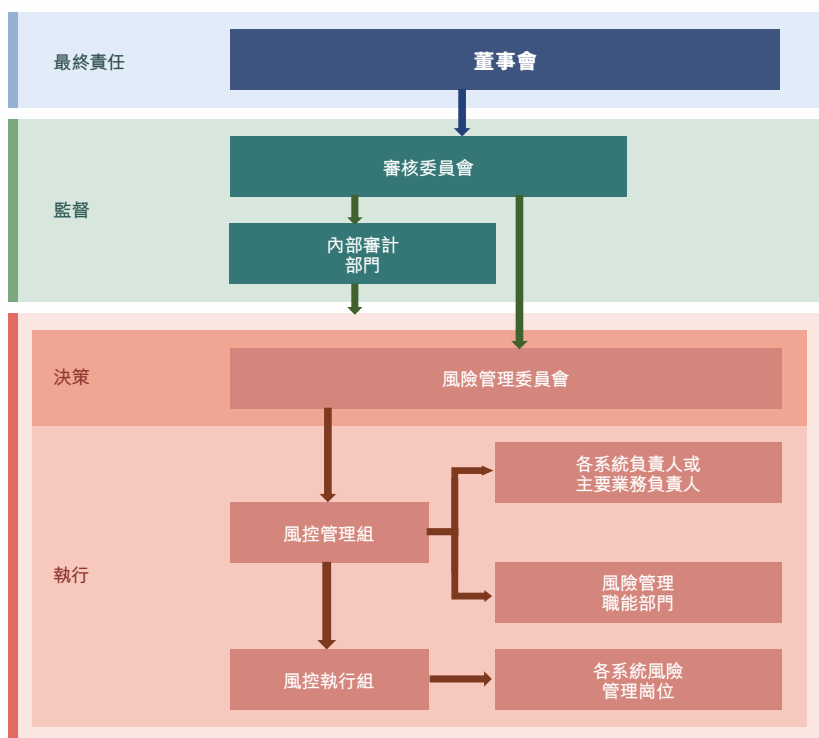 最終責任
董事會
監督
審核委員會
內部審計
部門
決策
風險管理委員會
執行
各系統負責人或
主要業務負責人
風控管理組
風險管理
職能部門
風控執行組
各系統風險
管理崗位